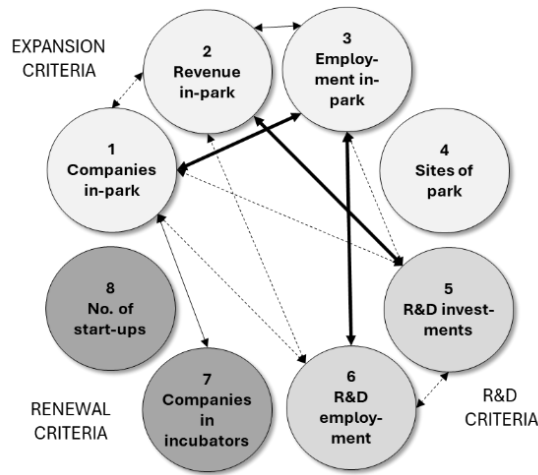 EXPANSION
CRITERIA
2
Revenue
in-park
3
Employ-
ment in-
park
1
Companies
in-park
4
Sites of
park
8
No. of
start-ups
5
R&D invest-
ments
7
Companies
in
incubators
6
R&D
employ-
ment
RENEWAL
CRITERIA
R&D
CRITERIA